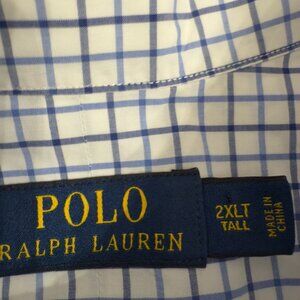 POLO
RALPH LAUREN
2XLT
TALL
MADE IN
CHINA